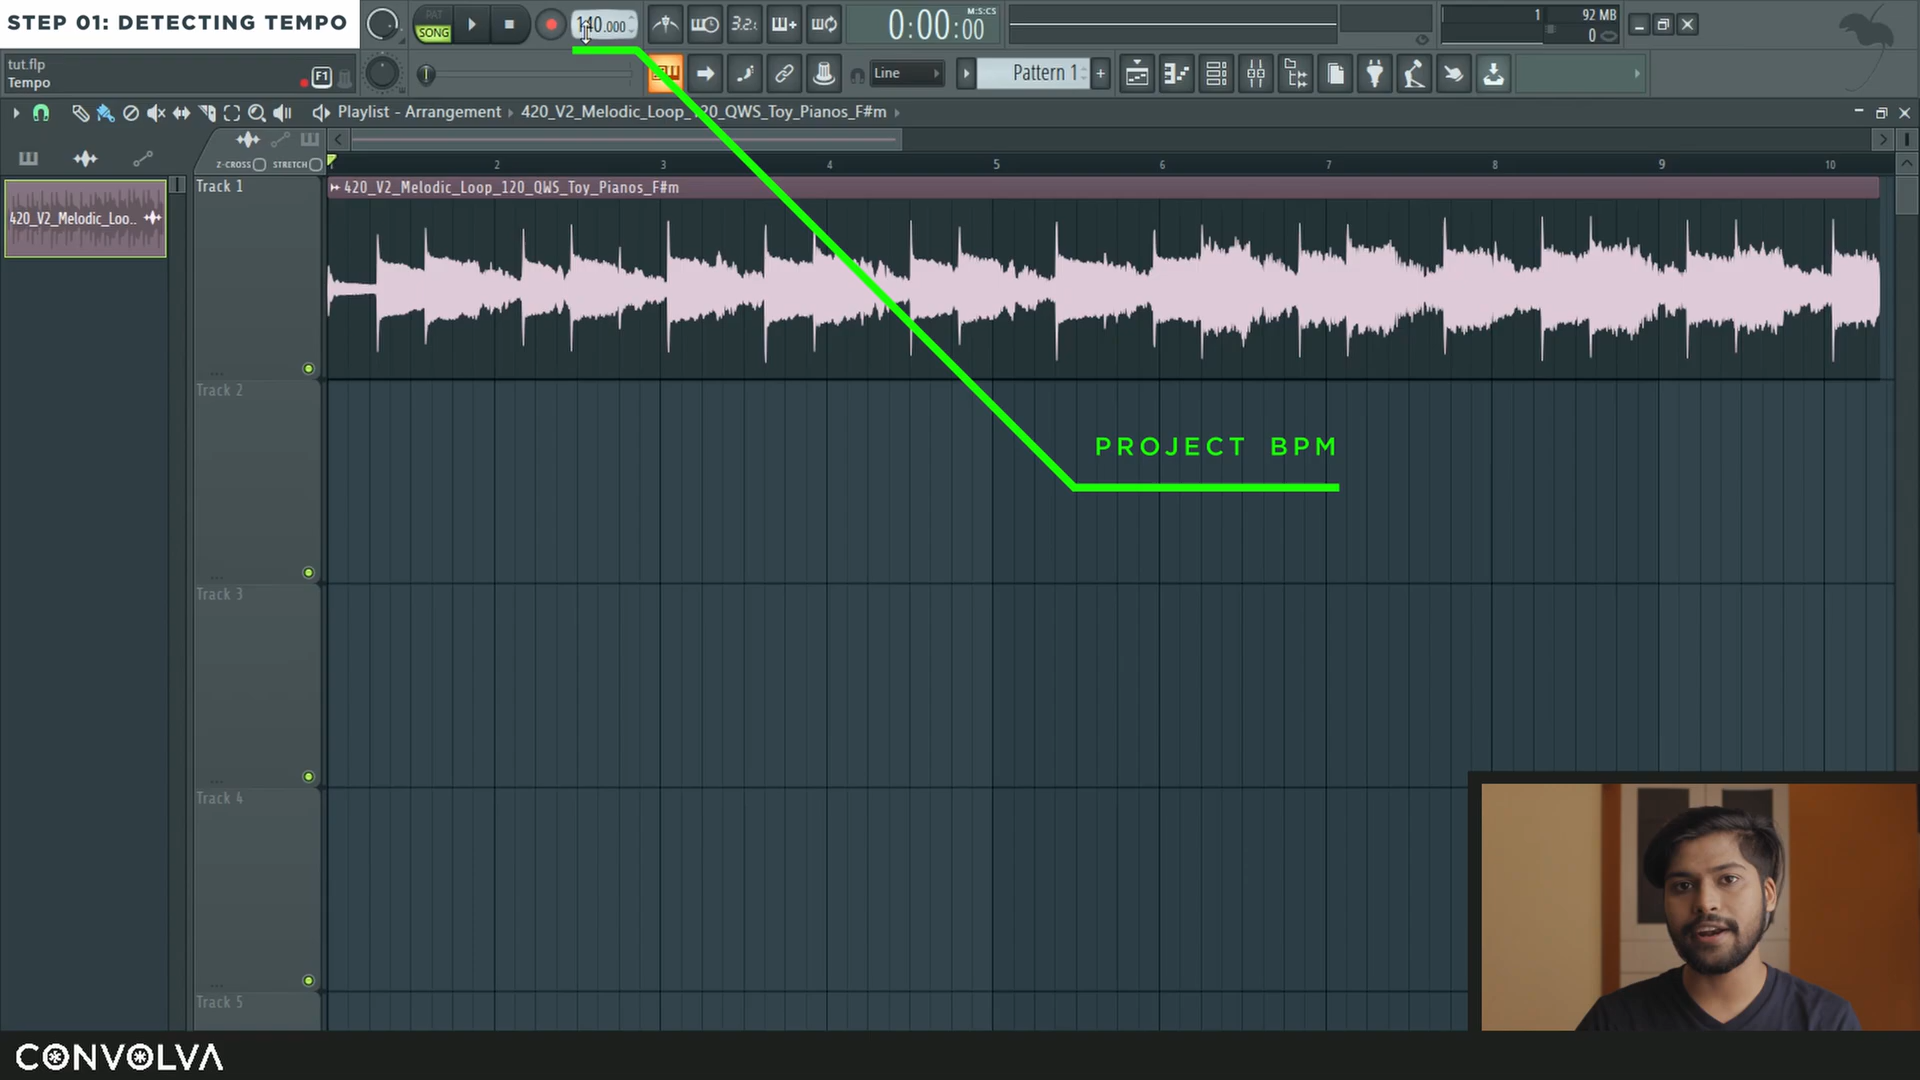 STEP 01: DETECTING TEMPO
PAT
SONG
140.000
3.2.
0:00:00
M:S:CS
1
92 MB
0
tut.flp
Tempo
F1
Line
Pattern 1
+
Playlist - Arrangement
420_V2_Melodic_Loop_120_QWS_Toy_Pianos_F#m
Z-CROSS
STRETCH
2 3 4 5 6 7 8 9 10
420_V2_Melodic_Loo..
Track 1
420_V2_Melodic_Loop_120_QWS_Toy_Pianos_F#m
Track 2
PROJECT BPM
Track 3
Track 4
Track 5
CONVOLVA